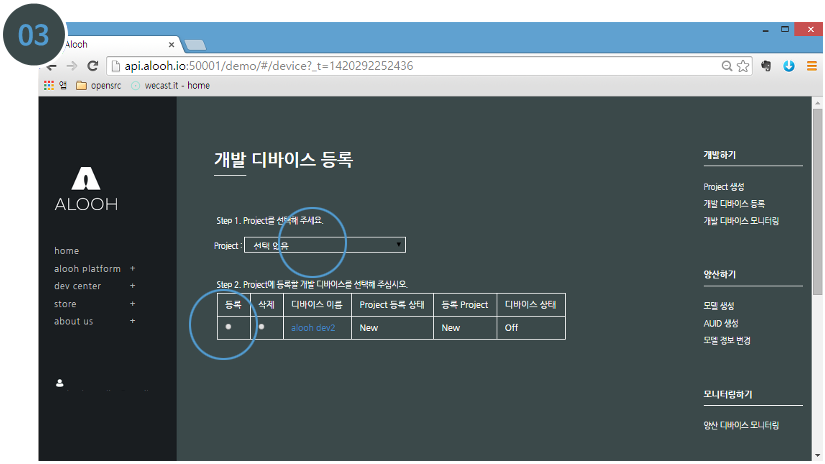 03
Alooh
api.alooh.io:50001/demo/#/device?_t=1420292252436
앱 opensrc wecast.it - home
ALOOH
home
alooh platform +
dev center +
store +
about us +
개발 디바이스 등록
Step 1. Project를 선택해 주세요.
Project : 선택 없음
Step 2. Project에 등록할 개발 디바이스를 선택해 주십시오.
등록 삭제 디바이스 이름 Project 등록 상태 등록 Project 디바이스 상태
alooh dev2 New New Off
개발하기
Project 생성
개발 디바이스 등록
개발 디바이스 모니터링
양산하기
모델 생성
AUID 생성
모델 정보 변경
모니터링하기
양산 디바이스 모니터링